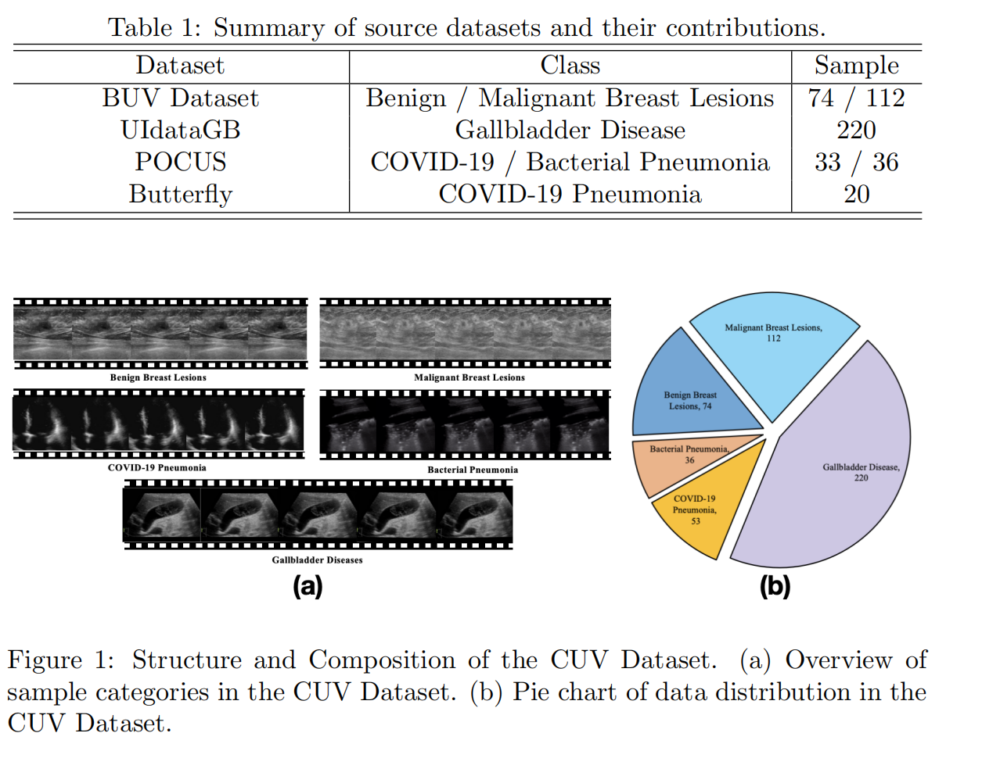 Table 1: Summary of source datasets and their contributions.
Dataset Class Sample
BUV Dataset Benign / Malignant Breast Lesions 74 / 112
UIdataGB Gallbladder Disease 220
POCUS COVID-19 / Bacterial Pneumonia 33 / 36
Butterfly COVID-19 Pneumonia 20
Benign Breast Lesions
Malignant Breast Lesions
COVID-19 Pneumonia
Bacterial Pneumonia
Gallbladder Diseases
(a)
Malignant Breast Lesions,
112
Benign Breast
Lesions, 74
Bacterial Pneumonia,
36
COVID-19
Pneumonia,
53
Gallbladder Disease,
220
(b)
Figure 1: Structure and Composition of the CUV Dataset. (a) Overview of
sample categories in the CUV Dataset. (b) Pie chart of data distribution in the
CUV Dataset.